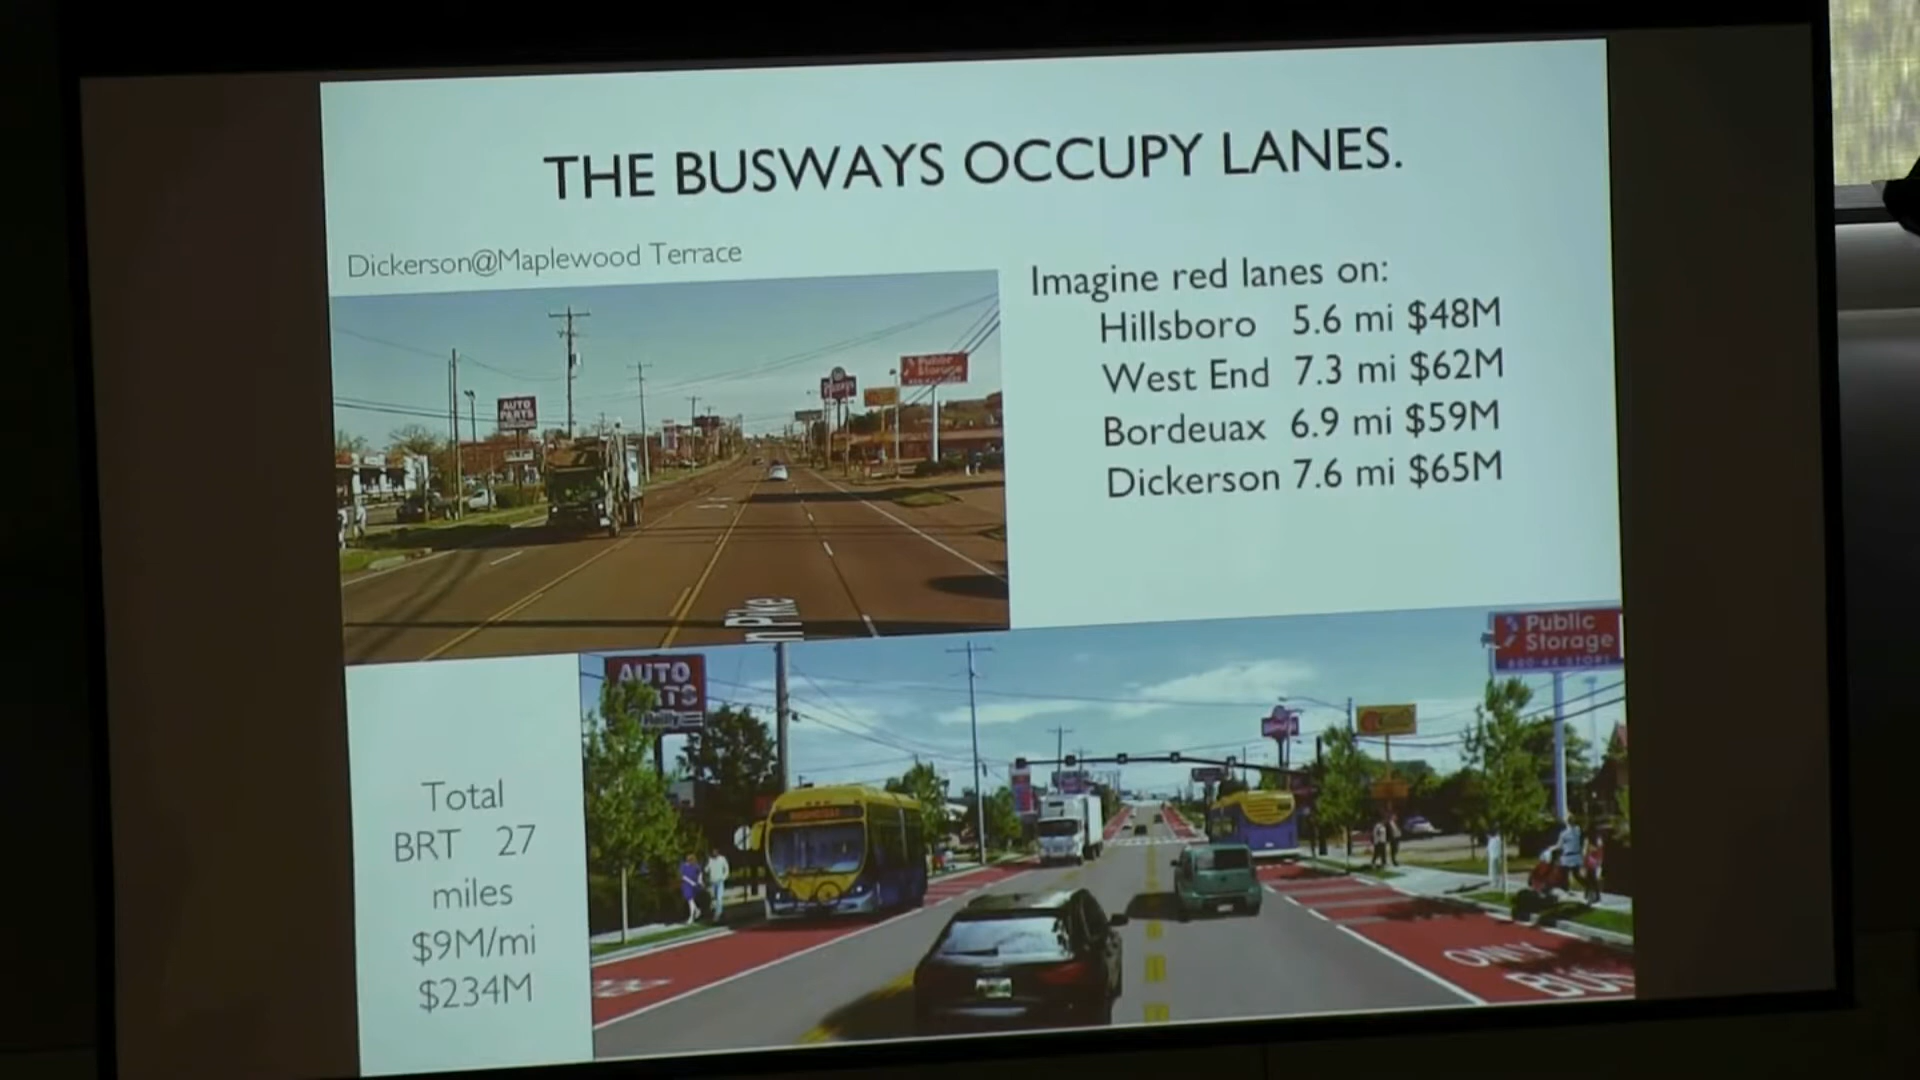 THE BUSWAYS OCCUPY LANES.
Dickerson@Maplewood Terrace
Imagine red lanes on:
Hillsboro 5.6 mi $48M
West End 7.3 mi $62M
Bordeuax 6.9 mi $59M
Dickerson 7.6 mi $65M
AUTO
PARTS
Public
Storage
n Pike
Total
BRT 27
miles
$9M/mi
$234M
AUTO
Public
Storage
ONLY
BUS